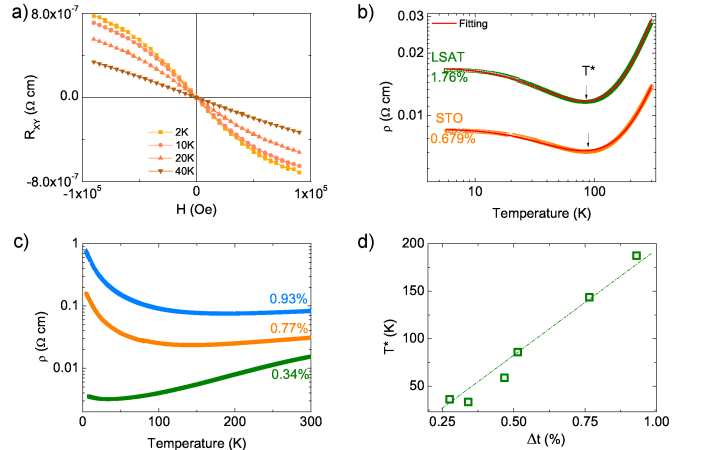 a)
8.0x10⁻⁷
0.0
-8.0x10⁻⁷
R_XY (Ω cm)
2K
10K
20K
40K
-1x10⁵
0
1x10⁵
H (Oe)
b)
0.03
0.02
0.01
ρ (Ω cm)
Fitting
LSAT
1.76%
T*
STO
0.679%
10
100
Temperature (K)
c)
1
0.1
0.01
ρ (Ω cm)
0.93%
0.77%
0.34%
0
100
200
300
Temperature (K)
d)
200
150
100
50
T* (K)
0.25
0.50
0.75
1.00
Δt (%)